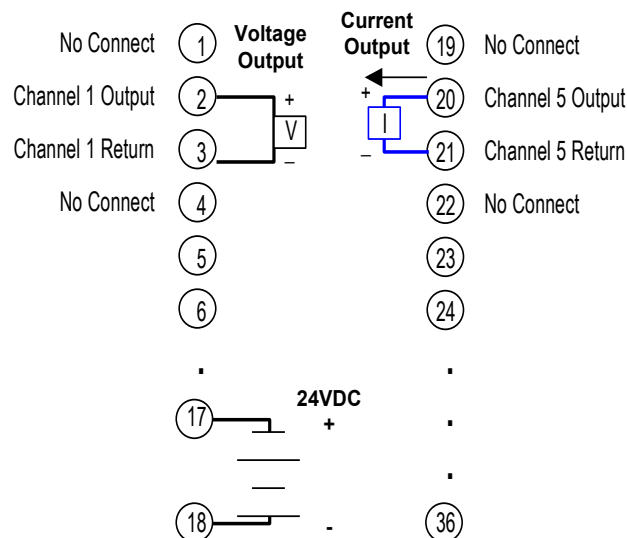 No Connect 1 Voltage Output Current Output 19 No Connect
Channel 1 Output 2 + + 20 Channel 5 Output
V I
Channel 1 Return 3 – – 21 Channel 5 Return
No Connect 4 22 No Connect
5 23
6 24
. .
17 24VDC + .
.
18 - 36